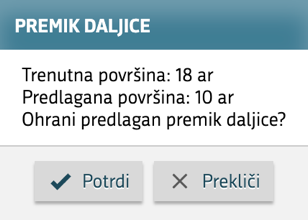 PREMIK DALJICE
Trenutna površina: 18 ar
Predlagana površina: 10 ar
Ohrani predlagan premik daljice?
Potrdi
Prekliči